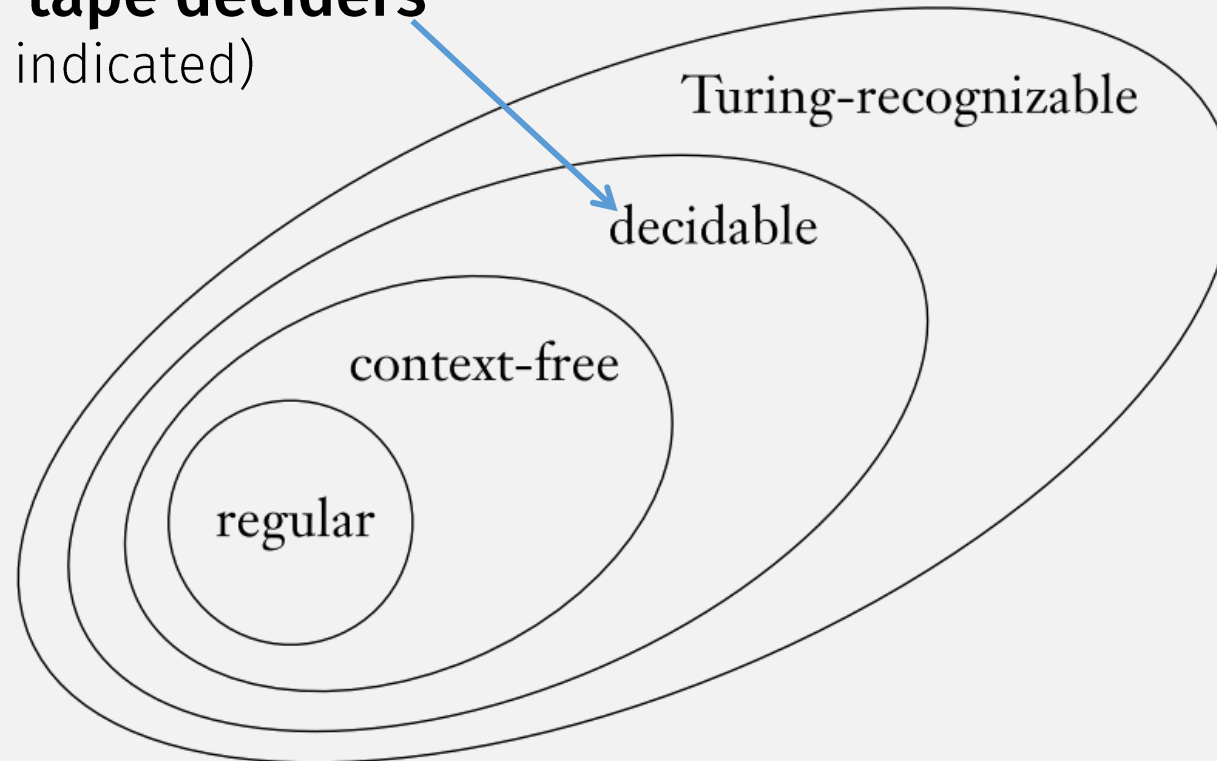 tape deciders
indicated)
Turing-recognizable
decidable
context-free
regular